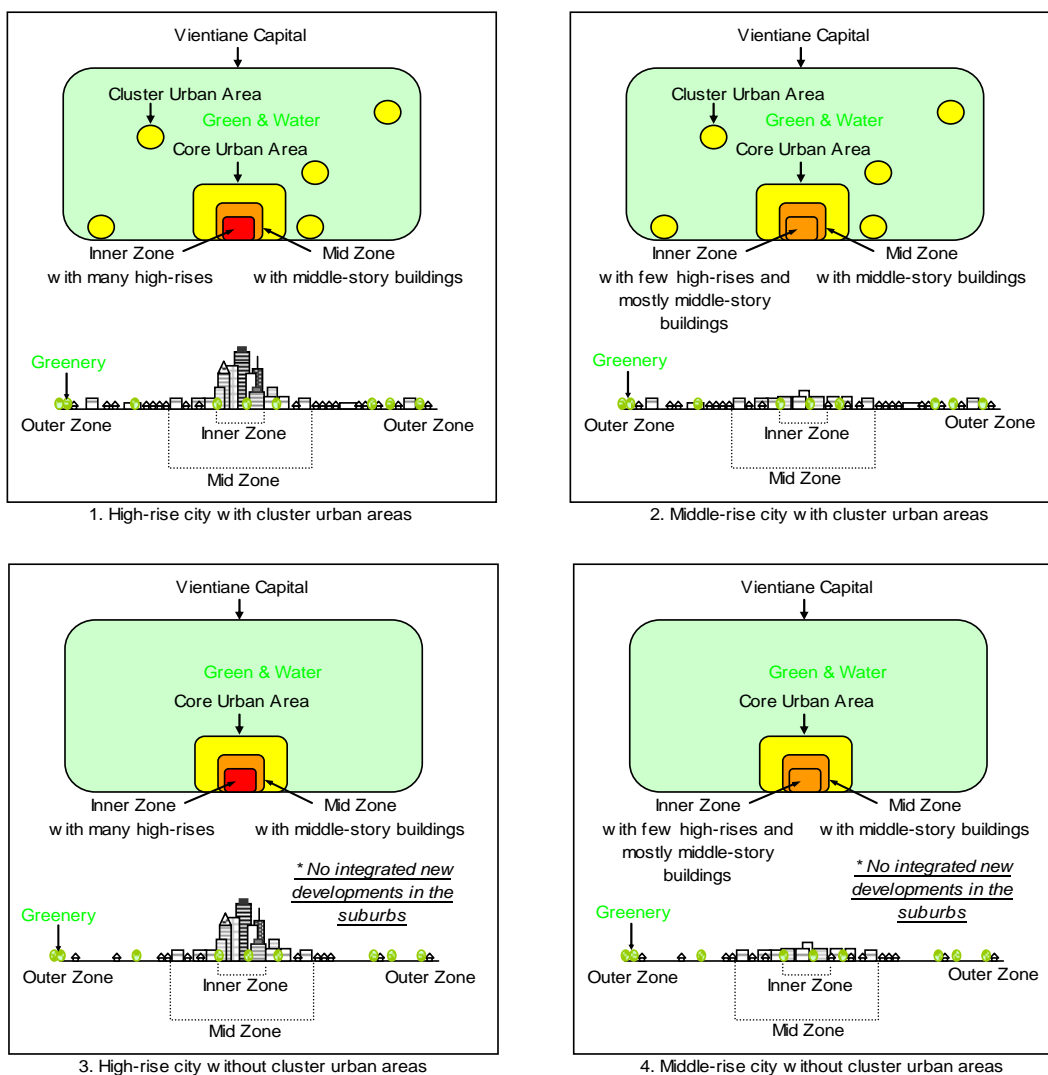 Vientiane Capital
Cluster Urban Area
Green & Water
Core Urban Area
Inner Zone
with many high-rises
Mid Zone
with middle-story buildings
Greenery
Outer Zone
Inner Zone
Outer Zone
Mid Zone
1. High-rise city with cluster urban areas
Vientiane Capital
Cluster Urban Area
Green & Water
Core Urban Area
Inner Zone
with few high-rises and
mostly middle-story
buildings
Mid Zone
with middle-story buildings
Greenery
Outer Zone
Inner Zone
Outer Zone
Mid Zone
2. Middle-rise city with cluster urban areas
Vientiane Capital
Green & Water
Core Urban Area
Inner Zone
with many high-rises
Mid Zone
with middle-story buildings
* No integrated new
developments in the
suburbs
Greenery
Outer Zone
Inner Zone
Outer Zone
Mid Zone
3. High-rise city without cluster urban areas
Vientiane Capital
Green & Water
Core Urban Area
Inner Zone
with few high-rises and
mostly middle-story
buildings
Mid Zone
with middle-story buildings
* No integrated new
developments in the
suburbs
Greenery
Outer Zone
Inner Zone
Outer Zone
Mid Zone
4. Middle-rise city without cluster urban areas